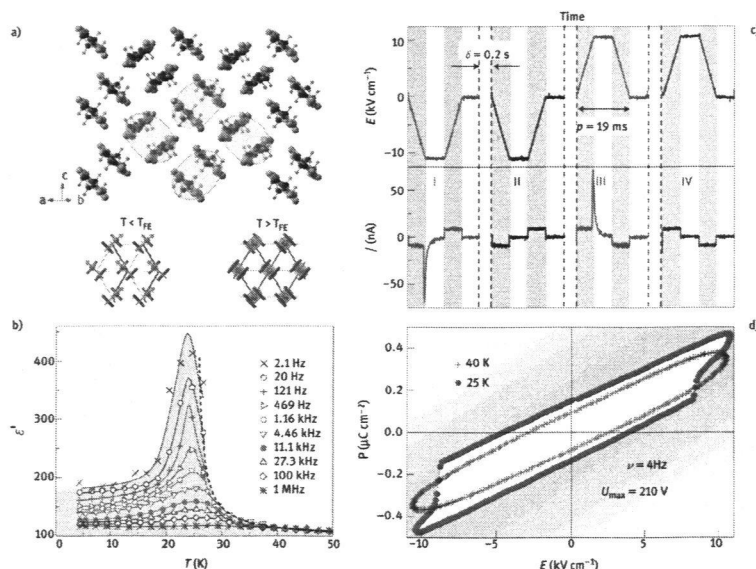 a)
c
a b
T < T_FE
T > T_FE
b)
ε'
400
300
200
100
0
10
20
30
40
50
T (K)
2.1 Hz
20 Hz
121 Hz
469 Hz
1.16 kHz
4.46 kHz
11.1 kHz
27.3 kHz
100 kHz
1 MHz
Time
c)
E (kV cm⁻¹)
10
0
−10
δ = 0.2 s
p = 19 ms
I
II
III
IV
I (nA)
50
0
−50
d)
P (μC cm⁻²)
0.4
0.2
0.0
-0.2
-0.4
+ 40 K
25 K
ν = 4Hz
U_max = 210 V
-10
-5
0
5
10
E (kV cm⁻¹)